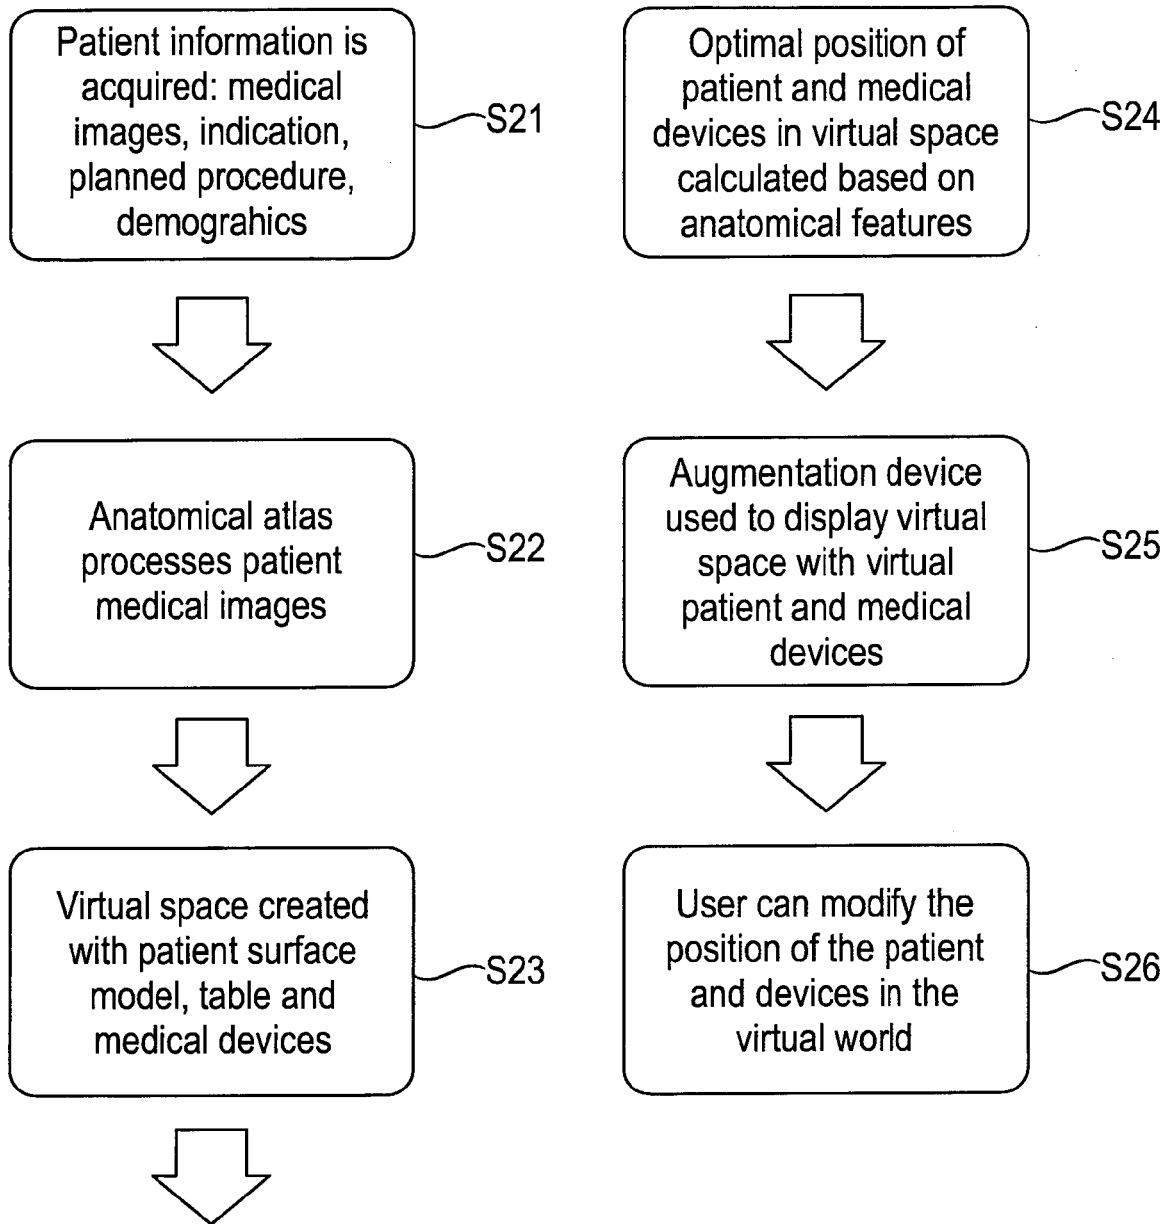 Patient information is
acquired: medical
images, indication,
planned procedure,
demograhics
S21
Anatomical atlas
processes patient
medical images
S22
Virtual space created
with patient surface
model, table and
medical devices
S23
Optimal position of
patient and medical
devices in virtual space
calculated based on
anatomical features
S24
Augmentation device
used to display virtual
space with virtual
patient and medical
devices
S25
User can modify the
position of the patient
and devices in the
virtual world
S26